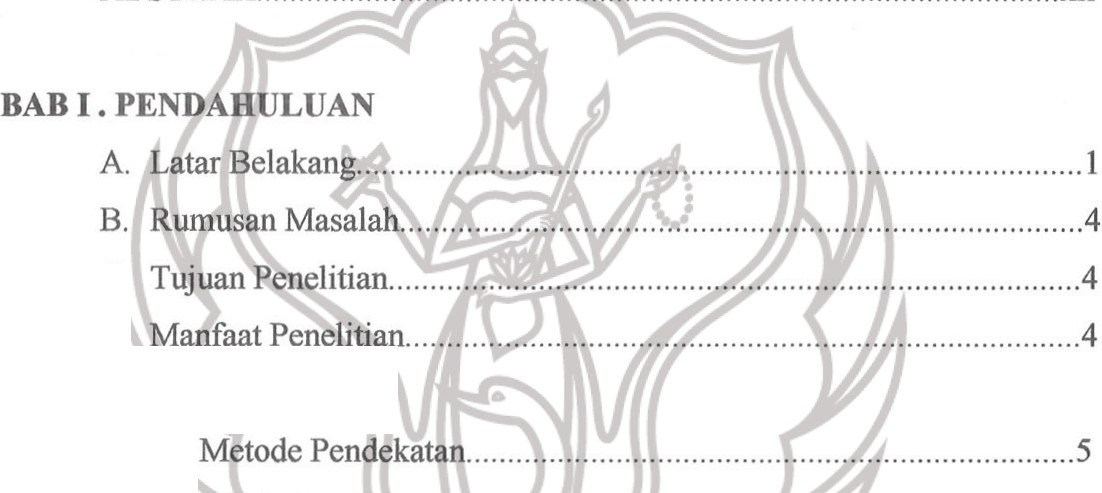 BAB I . PENDAHULUAN
A. Latar Belakang........................................1
B. Rumusan Masalah........................................4
Tujuan Penelitian........................................4
Manfaat Penelitian........................................4
Metode Pendekatan........................................5